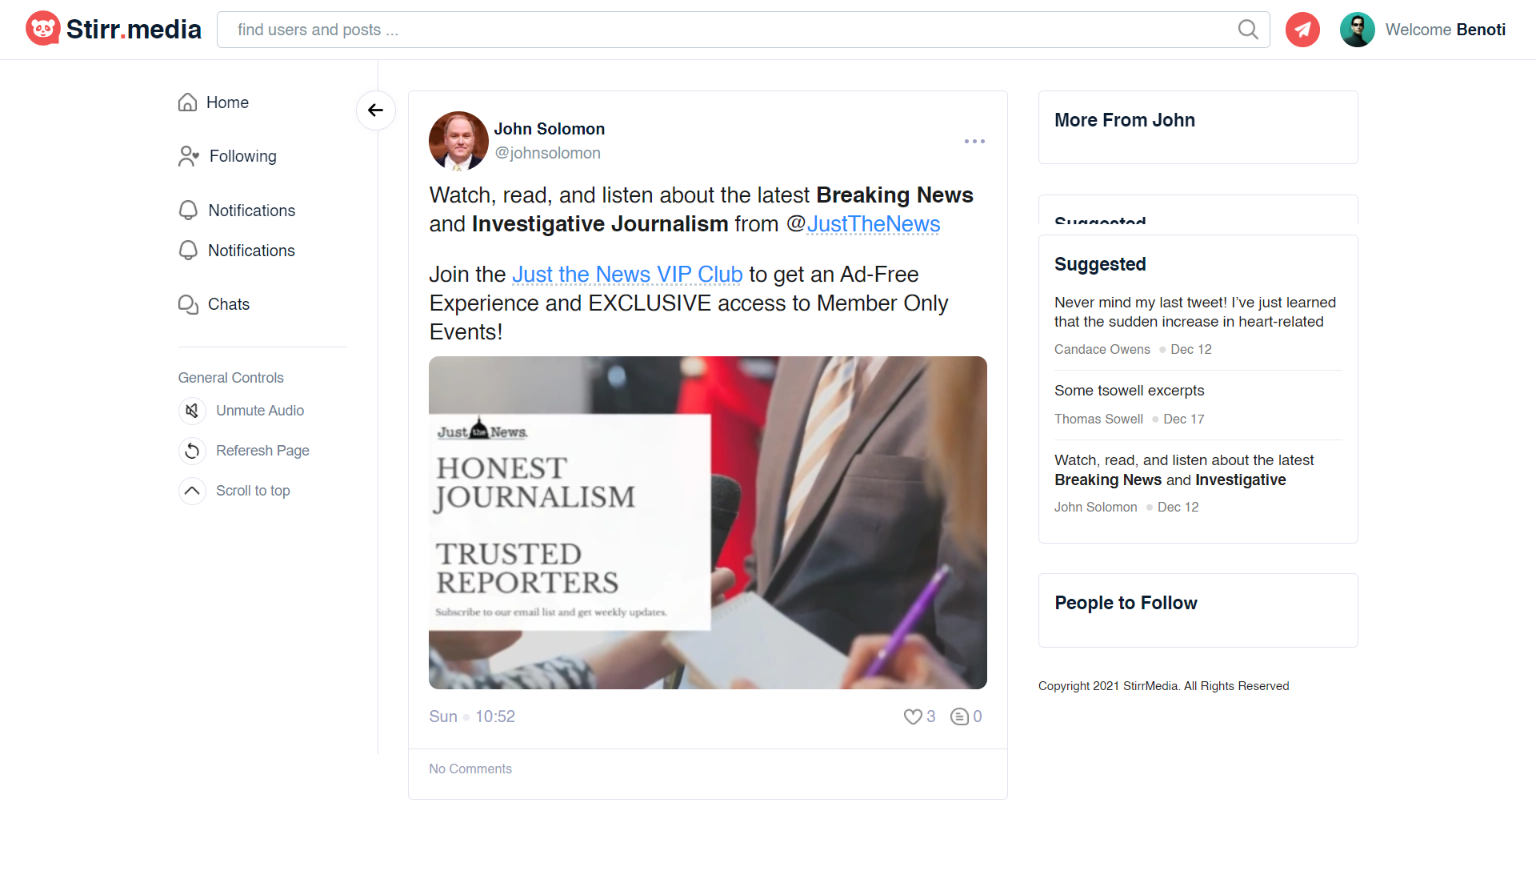 Stirr.media
find users and posts ...
Welcome Benoti
Home
Following
Notifications
Notifications
Chats
General Controls
Unmute Audio
Referesh Page
Scroll to top
John Solomon
@johnsolomon
Watch, read, and listen about the latest Breaking News
and Investigative Journalism from @JustTheNews
Join the Just the News VIP Club to get an Ad-Free
Experience and EXCLUSIVE access to Member Only
Events!
Just the News.
HONEST
JOURNALISM
TRUSTED
REPORTERS
Subscribe to our email list and get weekly updates.
Sun 10:52
3 0
No Comments
More From John
Suggested
Suggested
Never mind my last tweet! I've just learned
that the sudden increase in heart-related
Candace Owens Dec 12
Some tsowell excerpts
Thomas Sowell Dec 17
Watch, read, and listen about the latest
Breaking News and Investigative
John Solomon Dec 12
People to Follow
Copyright 2021 StirrMedia. All Rights Reserved